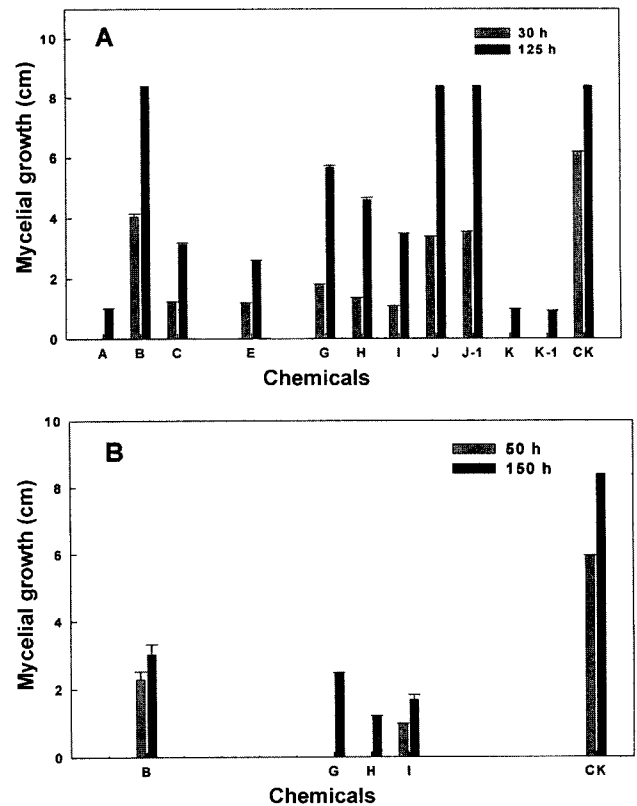 A
30 h
125 h
Mycelial growth (cm)
10
8
6
4
2
0
A B C E G H I J J-1 K K-1 CK
Chemicals
B
50 h
150 h
Mycelial growth (cm)
10
8
6
4
2
0
B G H I CK
Chemicals